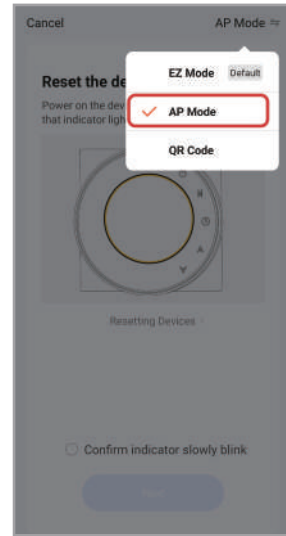 Cancel
AP Mode ⇋
EZ Mode Default
AP Mode
QR Code
Reset the de
Power on the dev
that indicator ligh
Resetting Devices
Confirm indicator slowly blink